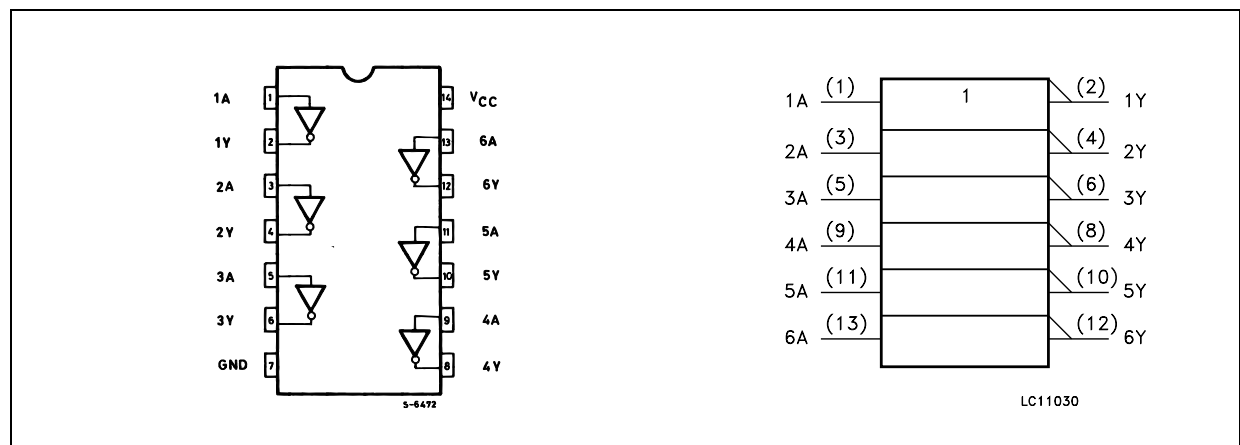 1A 1 14 VCC
1Y 2 13 6A
2A 3 12 6Y
2Y 4 11 5A
3A 5 10 5Y
3Y 6 9 4A
GND 7 8 4Y
S-6472
1A (1) 1 (2) 1Y
2A (3) (4) 2Y
3A (5) (6) 3Y
4A (9) (8) 4Y
5A (11) (10) 5Y
6A (13) (12) 6Y
LC11030